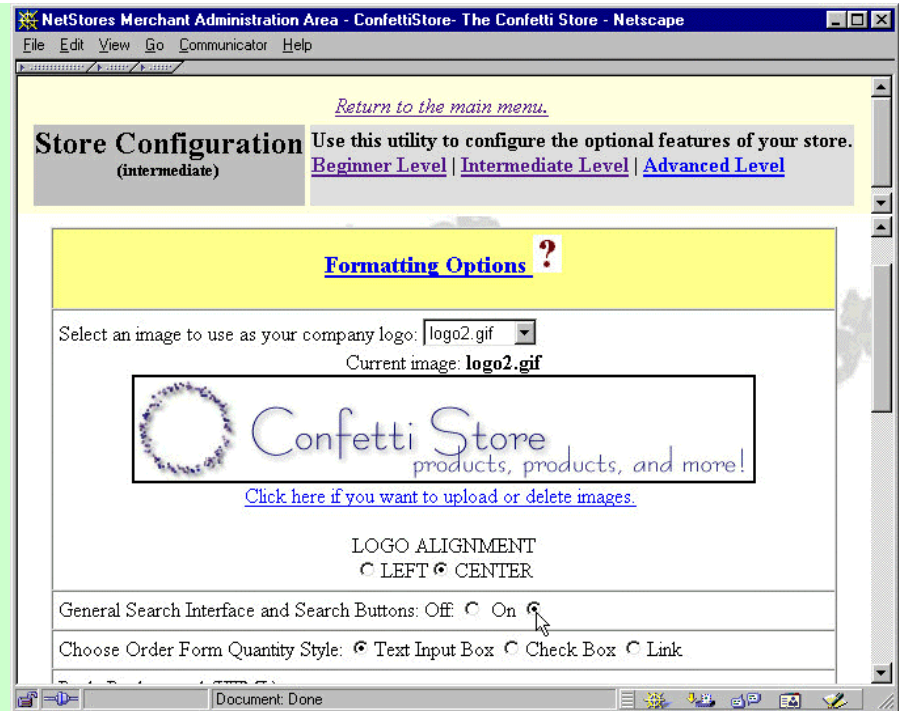 NetStores Merchant Administration Area - ConfettiStore- The Confetti Store - Netscape
File Edit View Go Communicator Help
Return to the main menu.
Store Configuration
(intermediate)
Use this utility to configure the optional features of your store.
Beginner Level | Intermediate Level | Advanced Level
Formatting Options ?
Select an image to use as your company logo: logo2.gif
Current image: logo2.gif
Confetti Store
products, products, and more!
Click here if you want to upload or delete images.
LOGO ALIGNMENT
LEFT CENTER
General Search Interface and Search Buttons: Off: On
Choose Order Form Quantity Style: Text Input Box Check Box Link
Document: Done